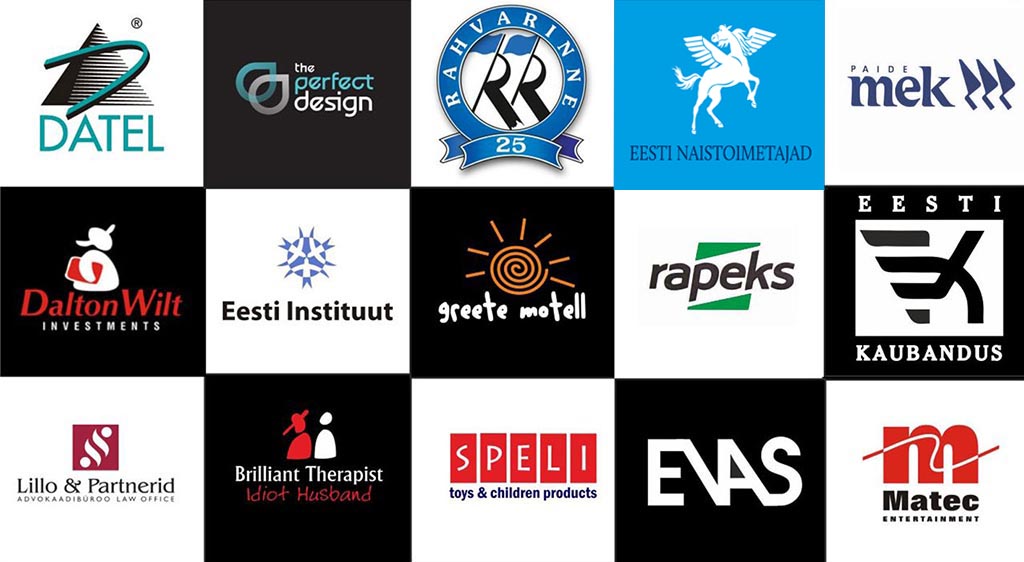 ®
DATEL
the
perfect
design
RAHVARINNE
RR
25
EESTI NAISTOIMETAJAD
PAIDE
mek
DaltonWilt
INVESTMENTS
Eesti Instituut
greete motell
rapeks
EESTI
EK
KAUBANDUS
Lillo & Partnerid
ADVOKAADIBÜROO LAW OFFICE
Brilliant Therapist
Idiot Husband
SPELI
toys & children products
EVAS
m
Matec
ENTERTAINMENT